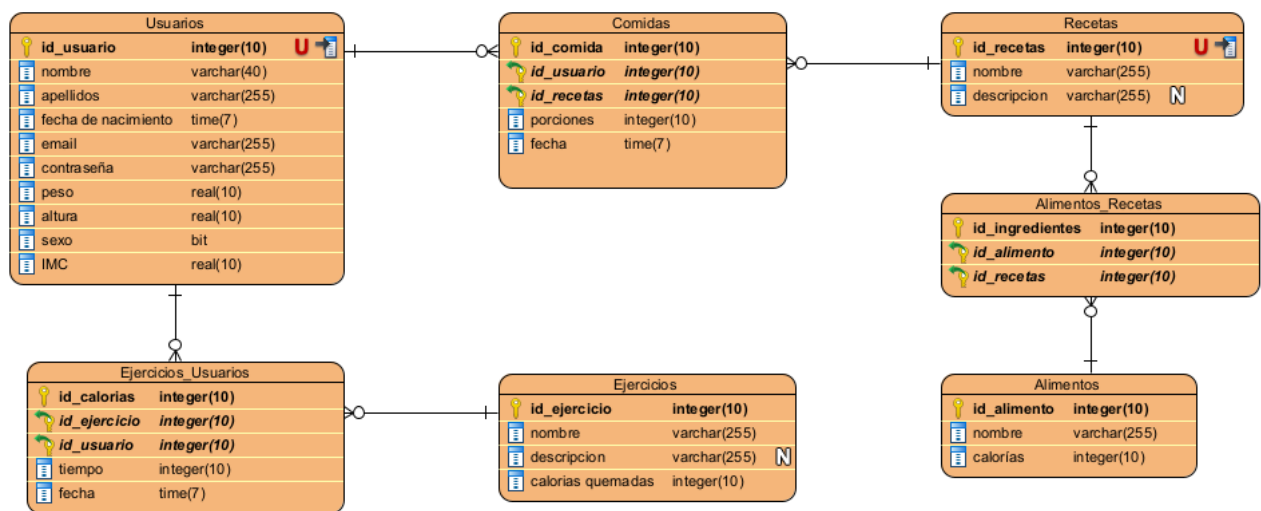 Usuarios
id_usuario integer(10) U
nombre varchar(40)
apellidos varchar(255)
fecha de nacimiento time(7)
email varchar(255)
contraseña varchar(255)
peso real(10)
altura real(10)
sexo bit
IMC real(10)
Comidas
id_comida integer(10)
id_usuario integer(10)
id_recetas integer(10)
porciones integer(10)
fecha time(7)
Recetas
id_recetas integer(10) U
nombre varchar(255)
descripcion varchar(255) N
Alimentos_Recetas
id_ingredientes integer(10)
id_alimento integer(10)
id_recetas integer(10)
Ejercicios_Usuarios
id_calorias integer(10)
id_ejercicio integer(10)
id_usuario integer(10)
tiempo integer(10)
fecha time(7)
Ejercicios
id_ejercicio integer(10)
nombre varchar(255)
descripcion varchar(255) N
calorias quemadas integer(10)
Alimentos
id_alimento integer(10)
nombre varchar(255)
calorías integer(10)